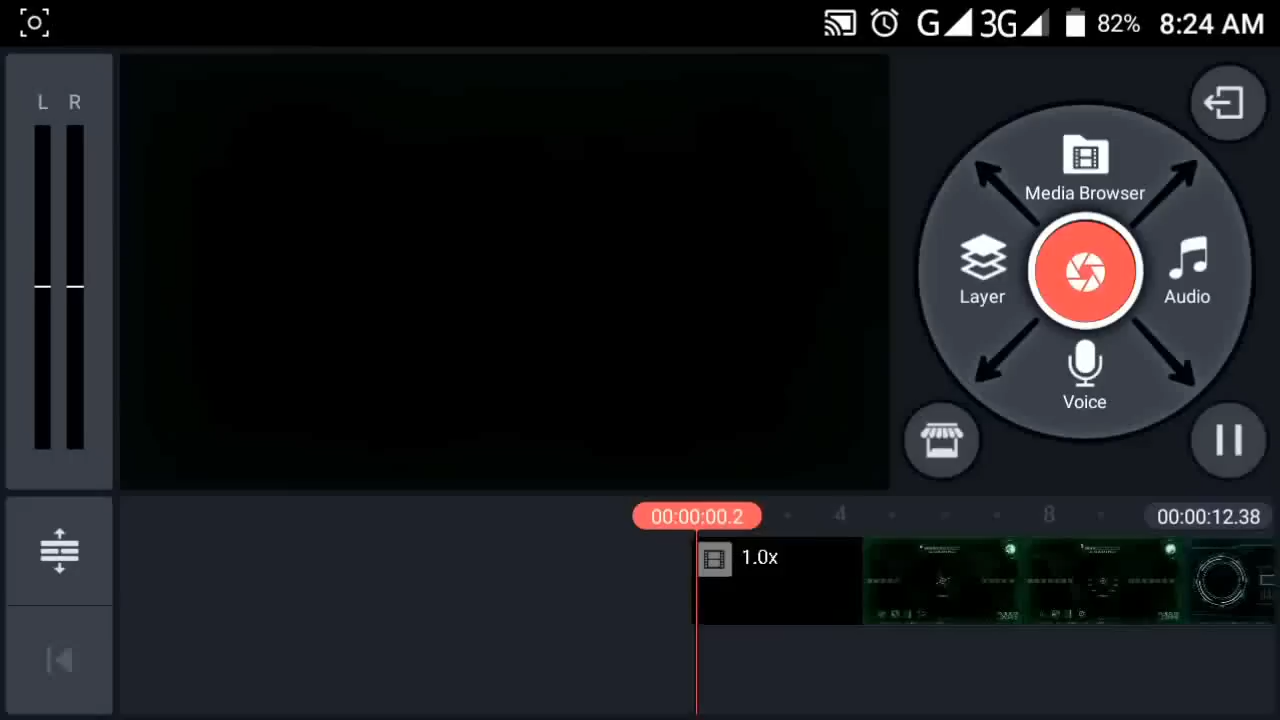 G 3G 82% 8:24 AM
L R
Media Browser
Layer
Audio
Voice
00:00:00.2
4
8
00:00:12.38
1.0x